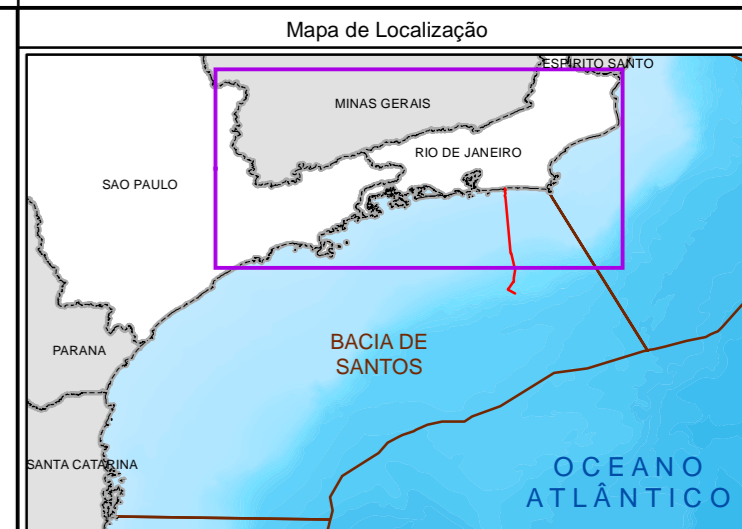 Mapa de Localização
ESPIRITO SANTO
MINAS GERAIS
RIO DE JANEIRO
SAO PAULO
PARANA
BACIA DE
SANTOS
SANTA CATARINA
OCEANO
ATLÂNTICO